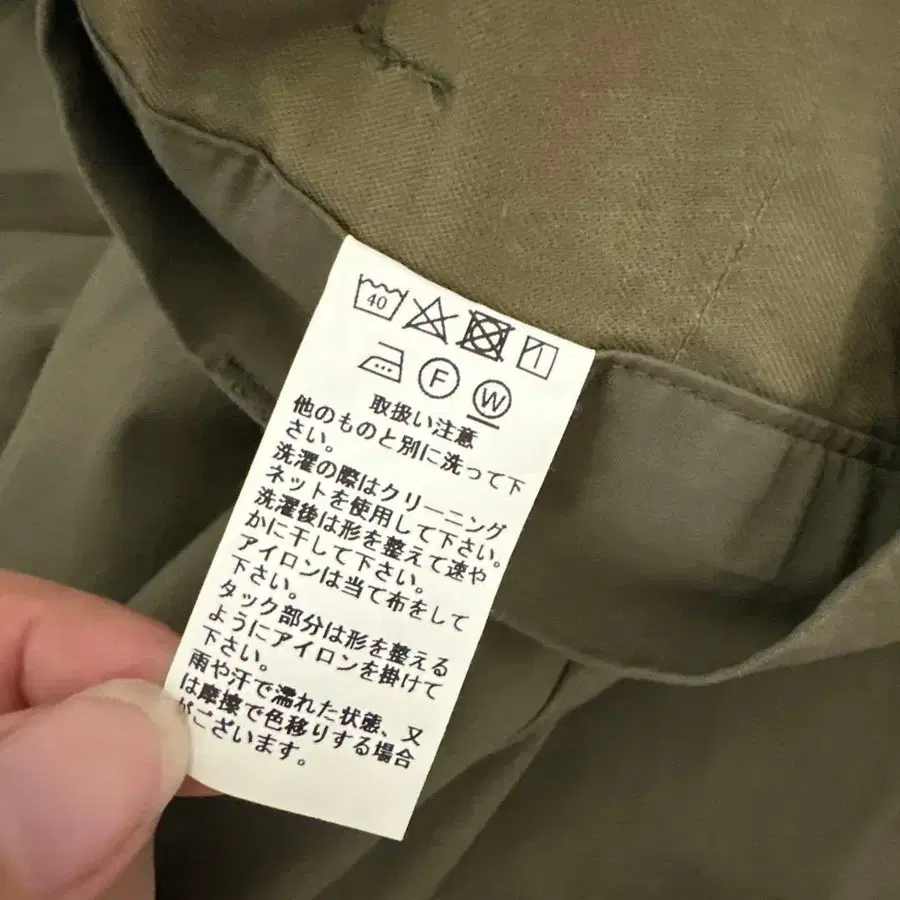 40
F W
取扱い注意
他のものと別に洗って下
さい。
洗濯の際はクリーニング
ネットを使用して下さい。
洗濯後は形を整えて速や
かに干して下さい。
アイロンは当て布をして
下さい。
タック部分は形を整える
ようにアイロンを掛けて
下さい。
雨や汗で濡れた状態、又
は摩擦で色移りする場合
がございます。